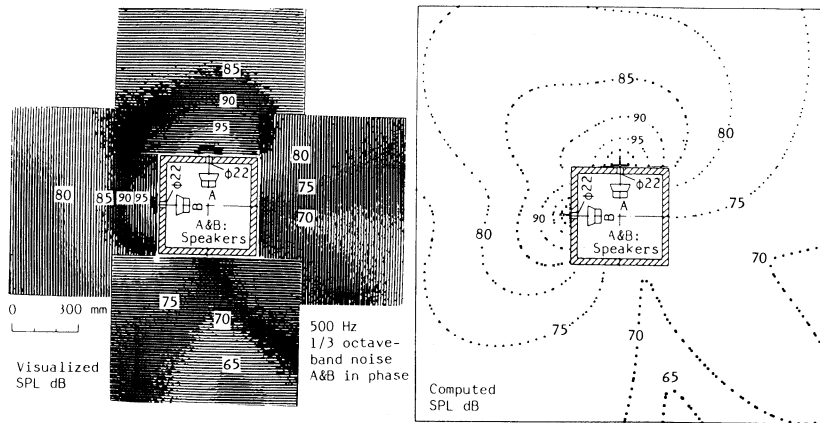 85
90
95
80
85 90 95
φ22
φ22
A
B
A&B:
Speakers
80
75
70
75
70
65
0 300 mm
Visualized
SPL dB
500 Hz
1/3 octave-
band noise
A&B in phase
85
90
95
80
φ22
φ22
A
B
90
A&B:
Speakers
80
75
75
70
70
65
Computed
SPL dB